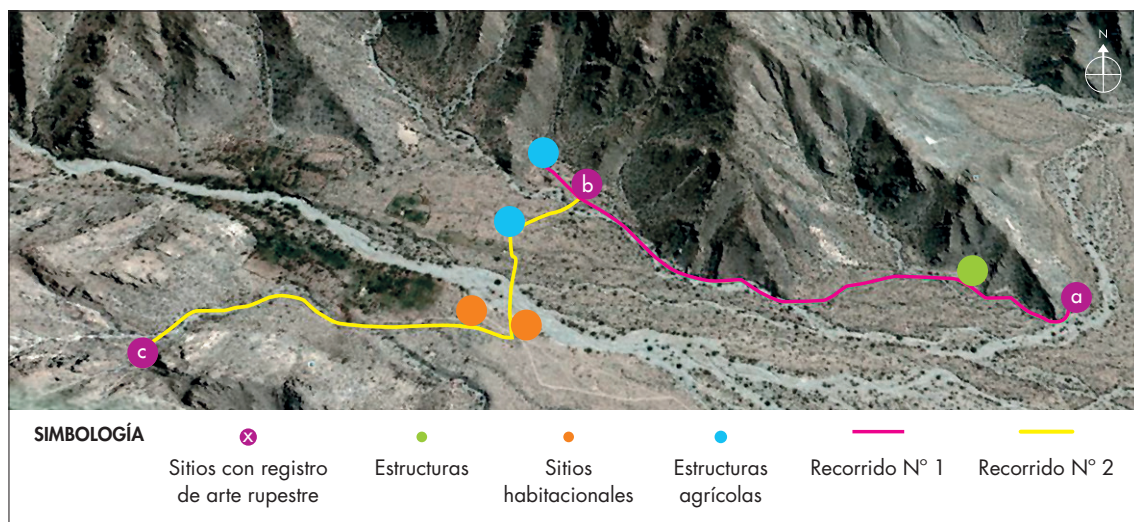 N
b
a
c
SIMBOLOGÍA
x
Sitios con registro
de arte rupestre
Estructuras
Sitios
habitacionales
Estructuras
agrícolas
Recorrido N° 1
Recorrido N° 2